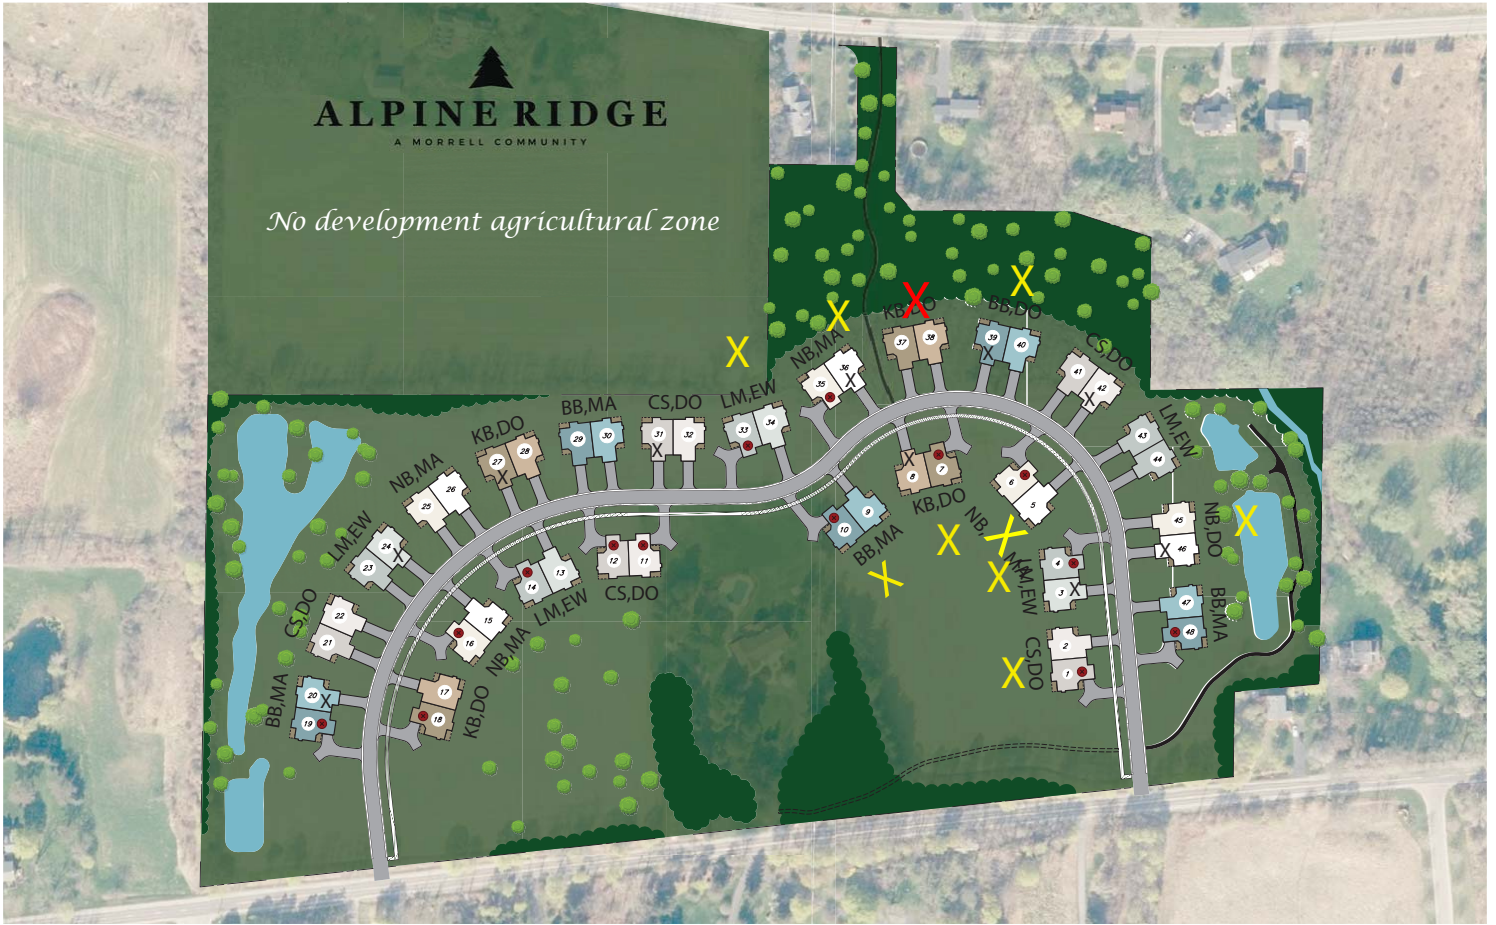 ALPINE RIDGE
A MORRELL COMMUNITY
No development agricultural zone
X
X
X
X
KB,DO
37
38
BB,DO
39
40
X
NB,MA
35
36
X
CS,DO
41
42
X
LM,EW
33
34
CS,DO
31
32
X
BB,MA
29
30
KB,DO
27
28
X
NB,MA
25
26
LM,EW
23
24
X
CS,DO
21
22
BB,MA
19
20
X
LM,EW
43
44
NB,DO
45
46
X
X
BB,MA
47
48
KB,DO
8
7
X
NB,
MA
6
5
X
X
X
X
BB,MA
10
9
LM,EW
4
3
X
CS,DO
2
1
X
CS,DO
12
11
LM,EW
14
13
NB,MA
16
15
KB,DO
17
18